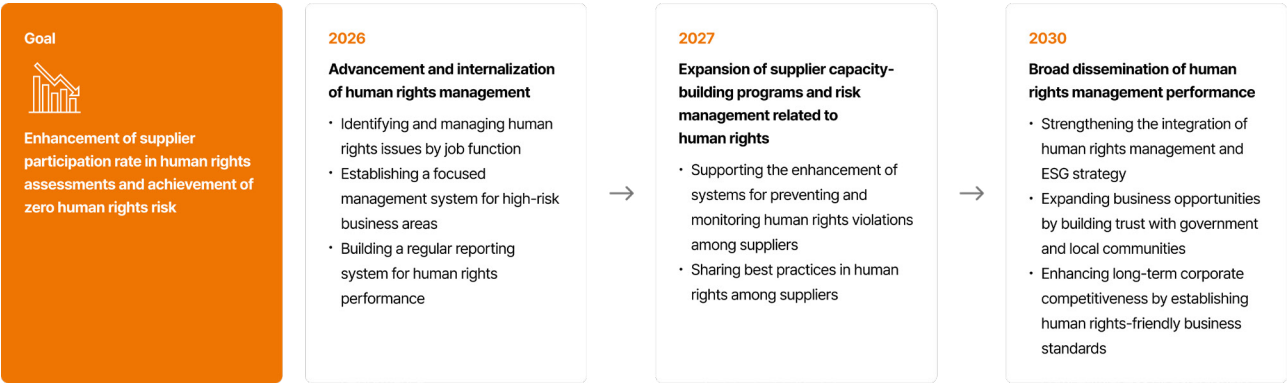 Goal
Enhancement of supplier
participation rate in human rights
assessments and achievement of
zero human rights risk
2026
Advancement and internalization
of human rights management
· Identifying and managing human
rights issues by job function
· Establishing a focused
management system for high-risk
business areas
· Building a regular reporting
system for human rights
performance
2027
Expansion of supplier capacity-
building programs and risk
management related to
human rights
· Supporting the enhancement of
systems for preventing and
monitoring human rights violations
among suppliers
· Sharing best practices in human
rights among suppliers
2030
Broad dissemination of human
rights management performance
· Strengthening the integration of
human rights management and
ESG strategy
· Expanding business opportunities
by building trust with government
and local communities
· Enhancing long-term corporate
competitiveness by establishing
human rights-friendly business
standards